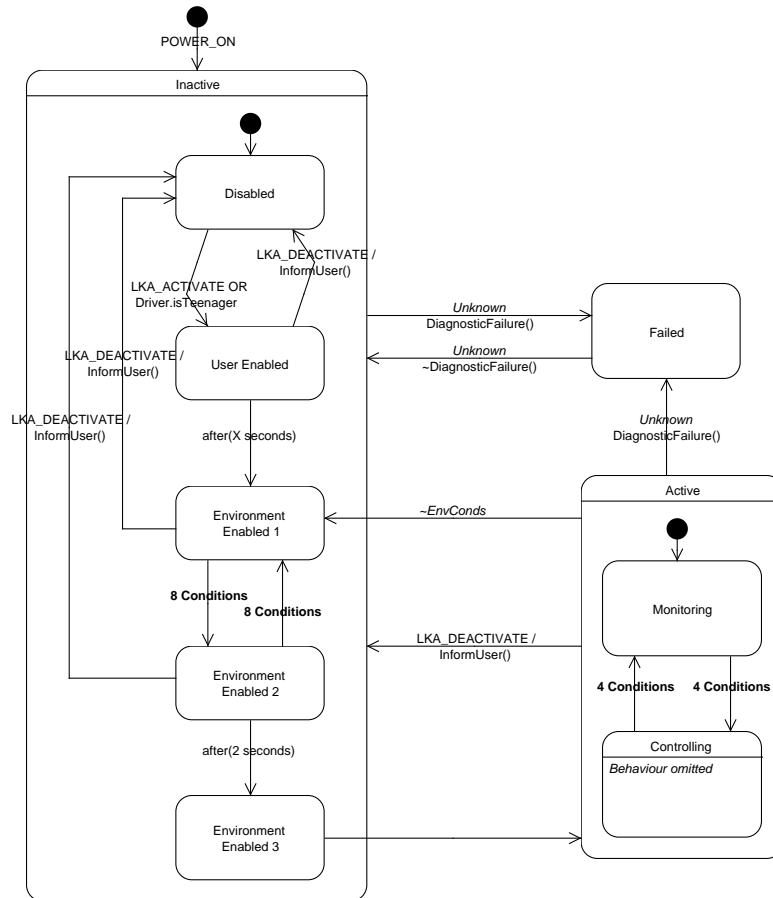 POWER_ON
Inactive
Disabled
LKA_DEACTIVATE /
InformUser()
LKA_ACTIVATE OR
Driver.isTeenager
Unknown
DiagnosticFailure()
Failed
User Enabled
LKA_DEACTIVATE /
InformUser()
Unknown
~DiagnosticFailure()
LKA_DEACTIVATE /
InformUser()
after(X seconds)
Unknown
DiagnosticFailure()
Active
Environment
Enabled 1
~EnvConds
8 Conditions
8 Conditions
Monitoring
LKA_DEACTIVATE /
InformUser()
Environment
Enabled 2
4 Conditions
4 Conditions
after(2 seconds)
Controlling
Behaviour omitted
Environment
Enabled 3